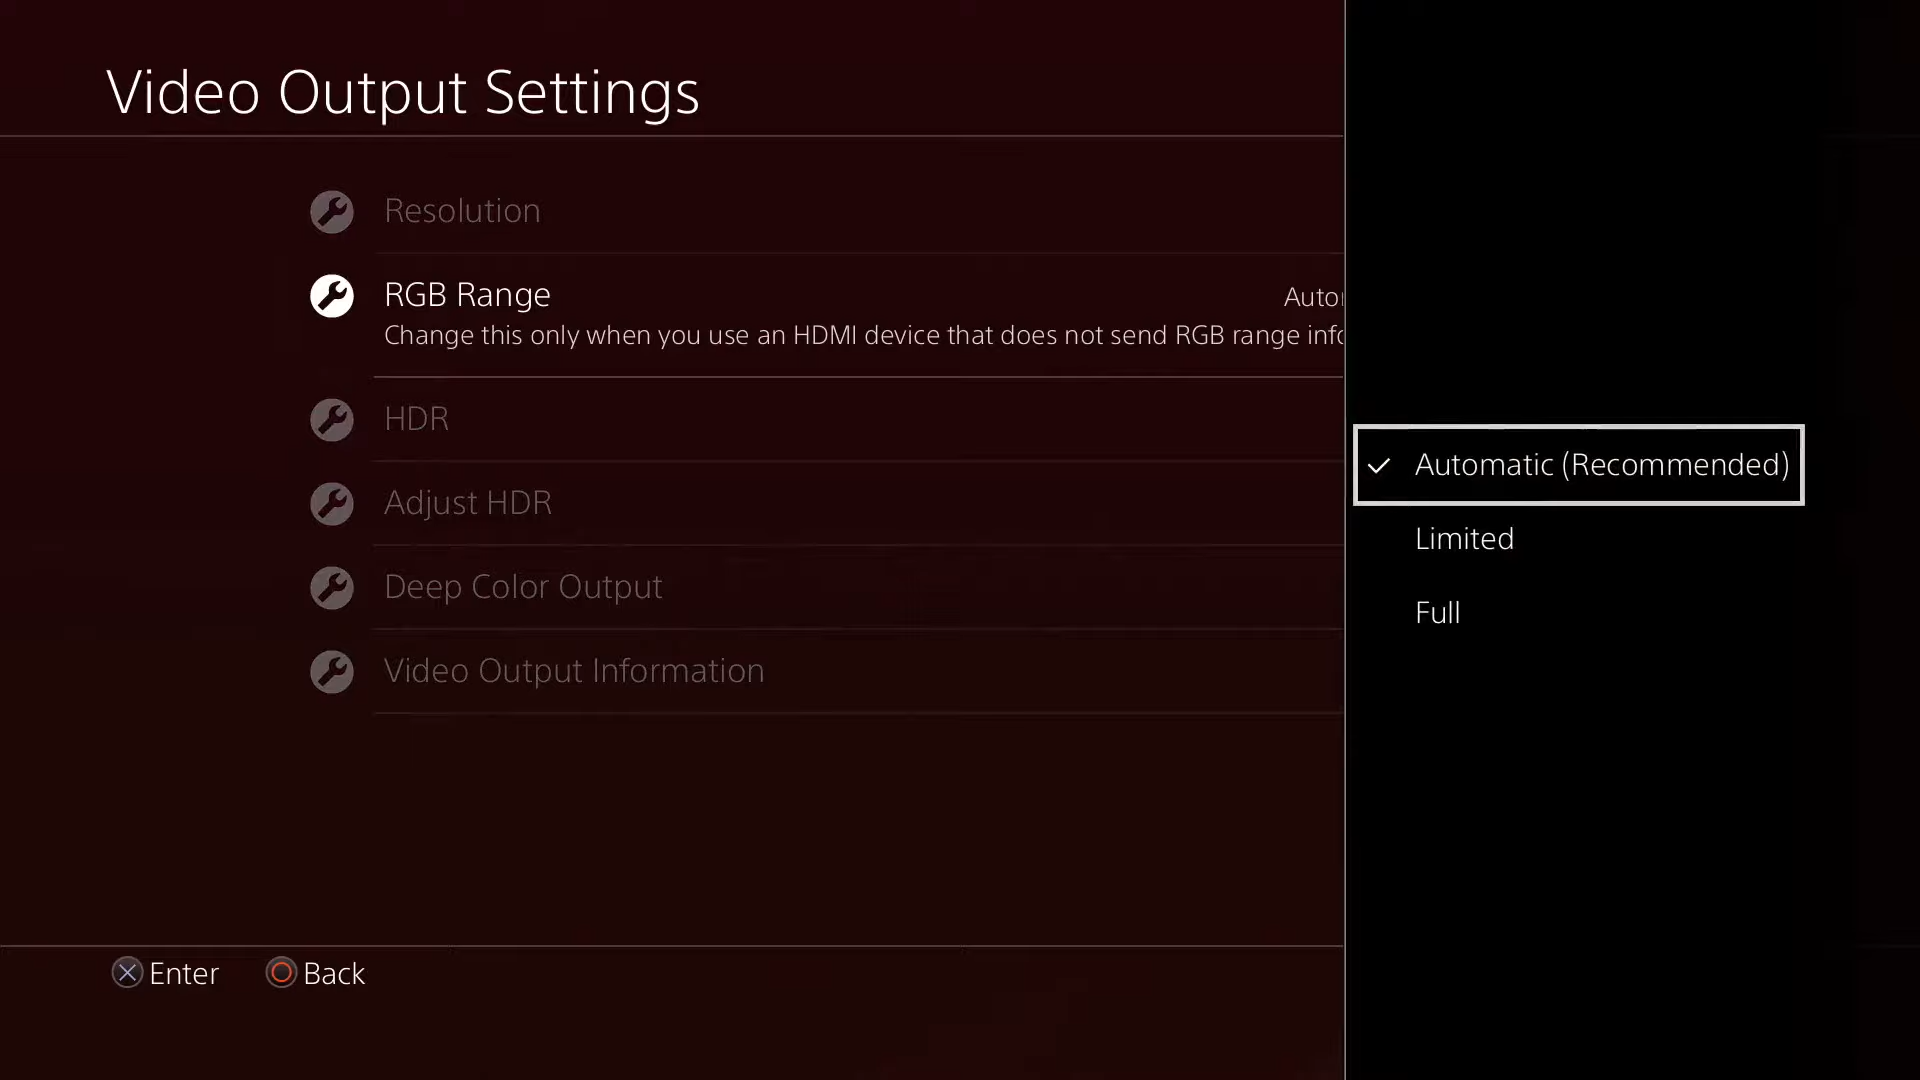 Video Output Settings
Resolution
RGB Range
Change this only when you use an HDMI device that does not send RGB range
HDR
Adjust HDR
Deep Color Output
Video Output Information
Automatic (Recommended)
Limited
Full
Enter
Back